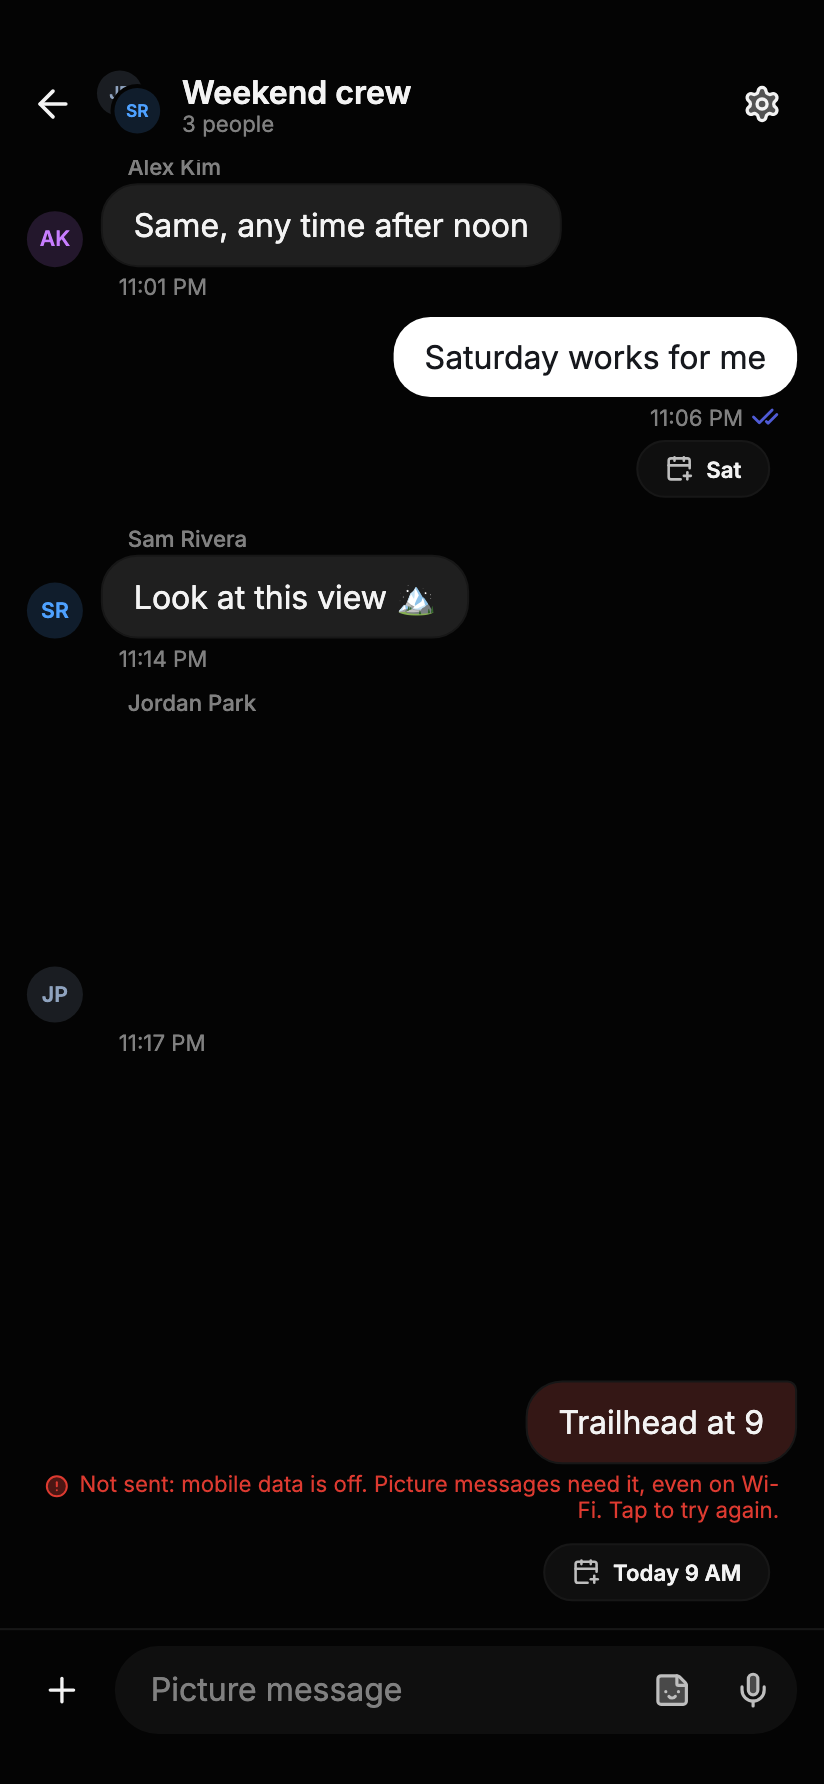 JP
SR
Weekend crew
3 people
Alex Kim
AK
Same, any time after noon
11:01 PM
Saturday works for me
11:06 PM
Sat
Sam Rivera
SR
Look at this view 🏔️
11:14 PM
Jordan Park
JP
11:17 PM
Trailhead at 9
Not sent: mobile data is off. Picture messages need it, even on Wi-
Fi. Tap to try again.
Today 9 AM
Picture message